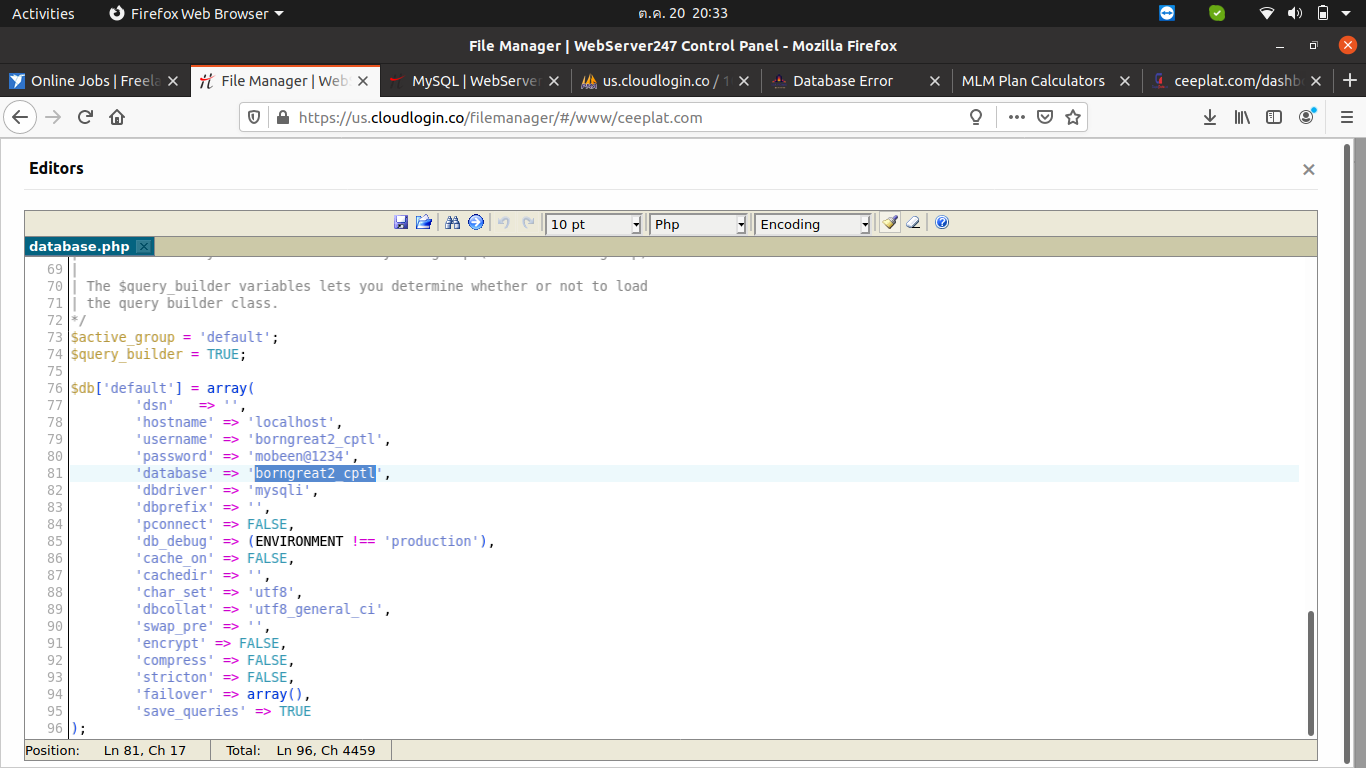 Activities
Firefox Web Browser
ต.ค. 20 20:33
File Manager | WebServer247 Control Panel - Mozilla Firefox
Online Jobs | Freela
File Manager | Web
MySQL | WebServer
us.cloudlogin.co /
Database Error
MLM Plan Calculators
ceeplat.com/dashb
https://us.cloudlogin.co/filemanager/#/www/ceeplat.com
Editors
10 pt
Php
Encoding
database.php
69 |
70 | The $query_builder variables lets you determine whether or not to load
71 | the query builder class.
72 */
73 $active_group = 'default';
74 $query_builder = TRUE;
75
76 $db['default'] = array(
77 'dsn' => '',
78 'hostname' => 'localhost',
79 'username' => 'borngreat2_cptl',
80 'password' => 'mobeen@1234',
81 'database' => 'borngreat2_cptl',
82 'dbdriver' => 'mysqli',
83 'dbprefix' => '',
84 'pconnect' => FALSE,
85 'db_debug' => (ENVIRONMENT !== 'production'),
86 'cache_on' => FALSE,
87 'cachedir' => '',
88 'char_set' => 'utf8',
89 'dbcollat' => 'utf8_general_ci',
90 'swap_pre' => '',
91 'encrypt' => FALSE,
92 'compress' => FALSE,
93 'stricton' => FALSE,
94 'failover' => array(),
95 'save_queries' => TRUE
96 );
Position: Ln 81, Ch 17
Total: Ln 96, Ch 4459